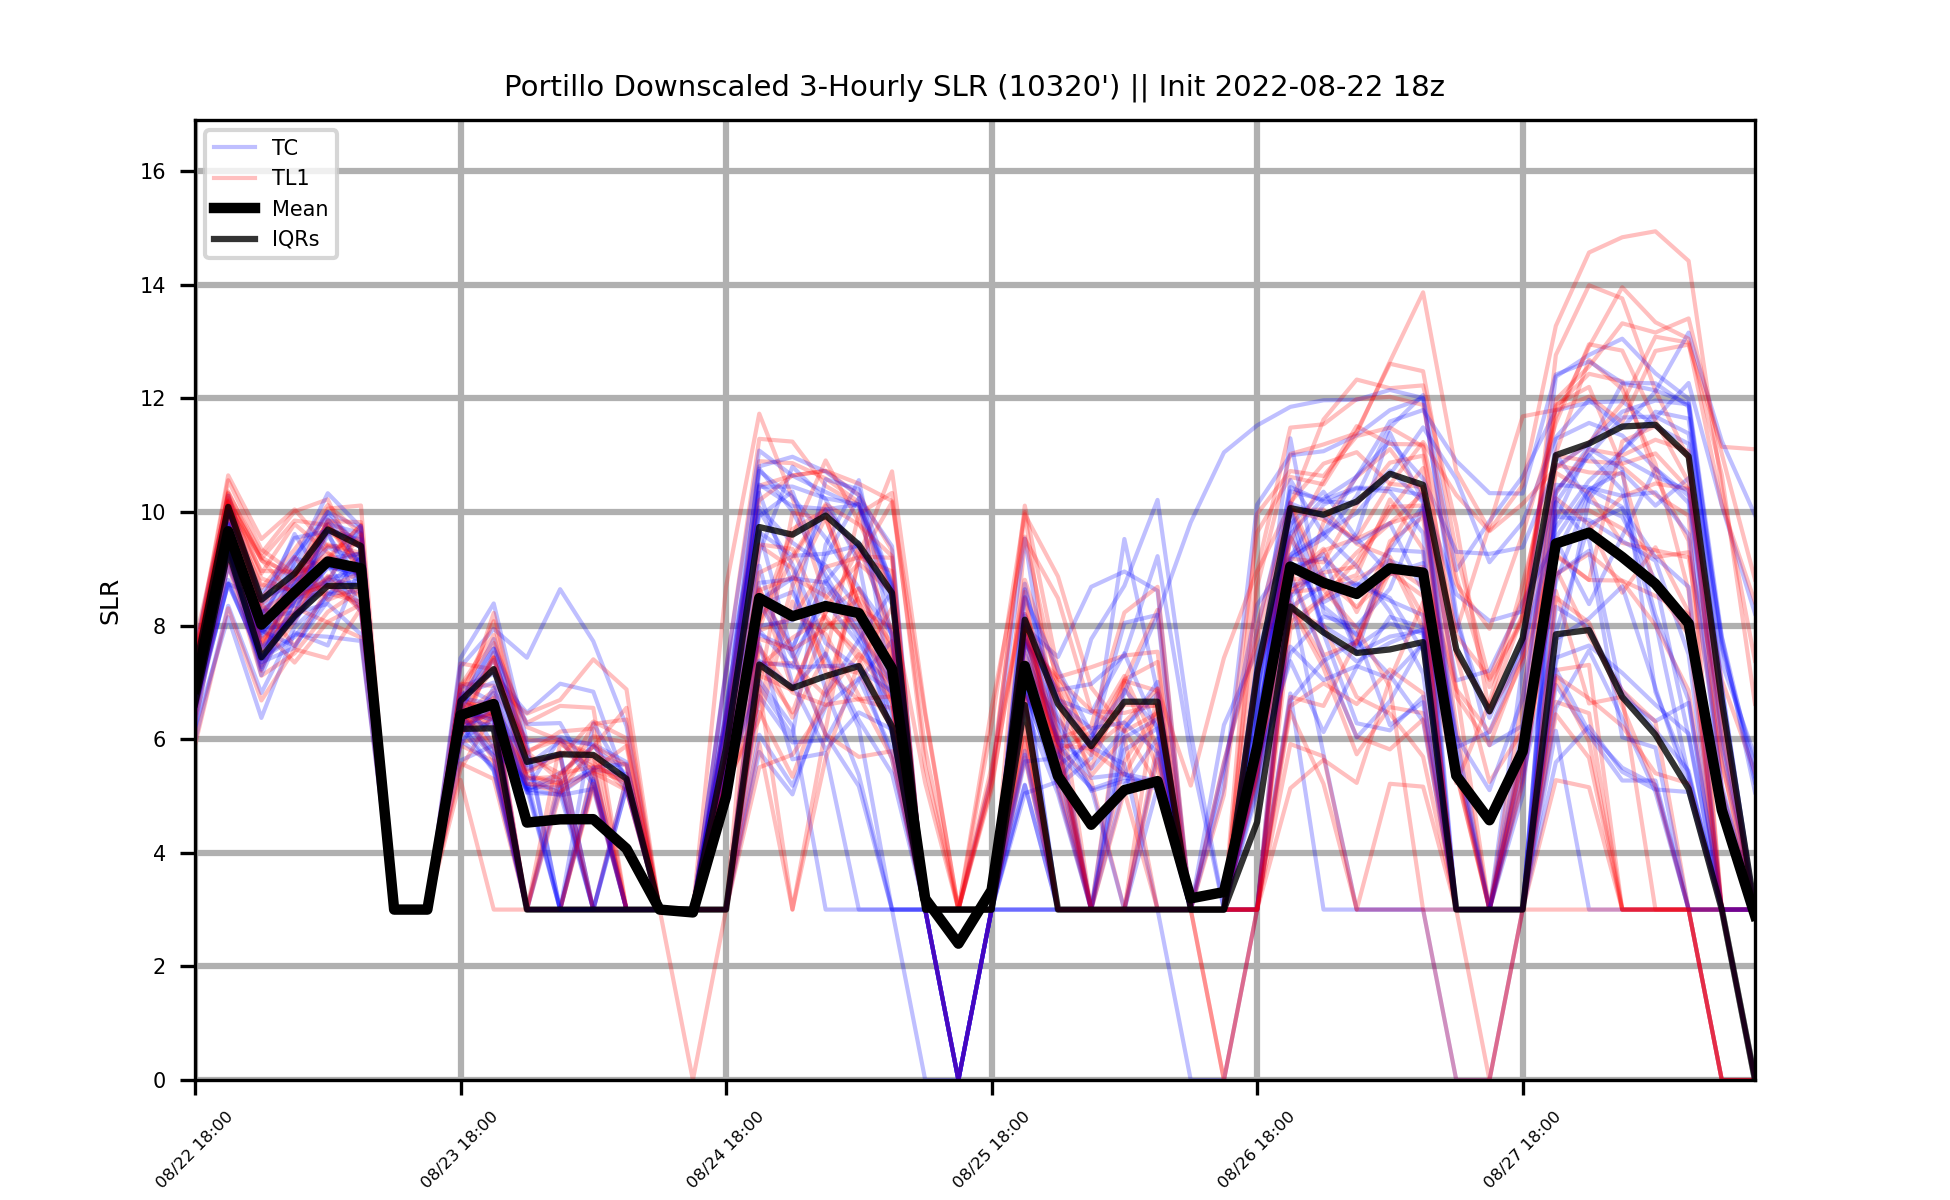 Portillo Downscaled 3-Hourly SLR (10320') || Init 2022-08-22 18z
TC
TL1
Mean
IQRs
SLR
16
14
12
10
8
6
4
2
0
08/22 18:00
08/23 18:00
08/24 18:00
08/25 18:00
08/26 18:00
08/27 18:00